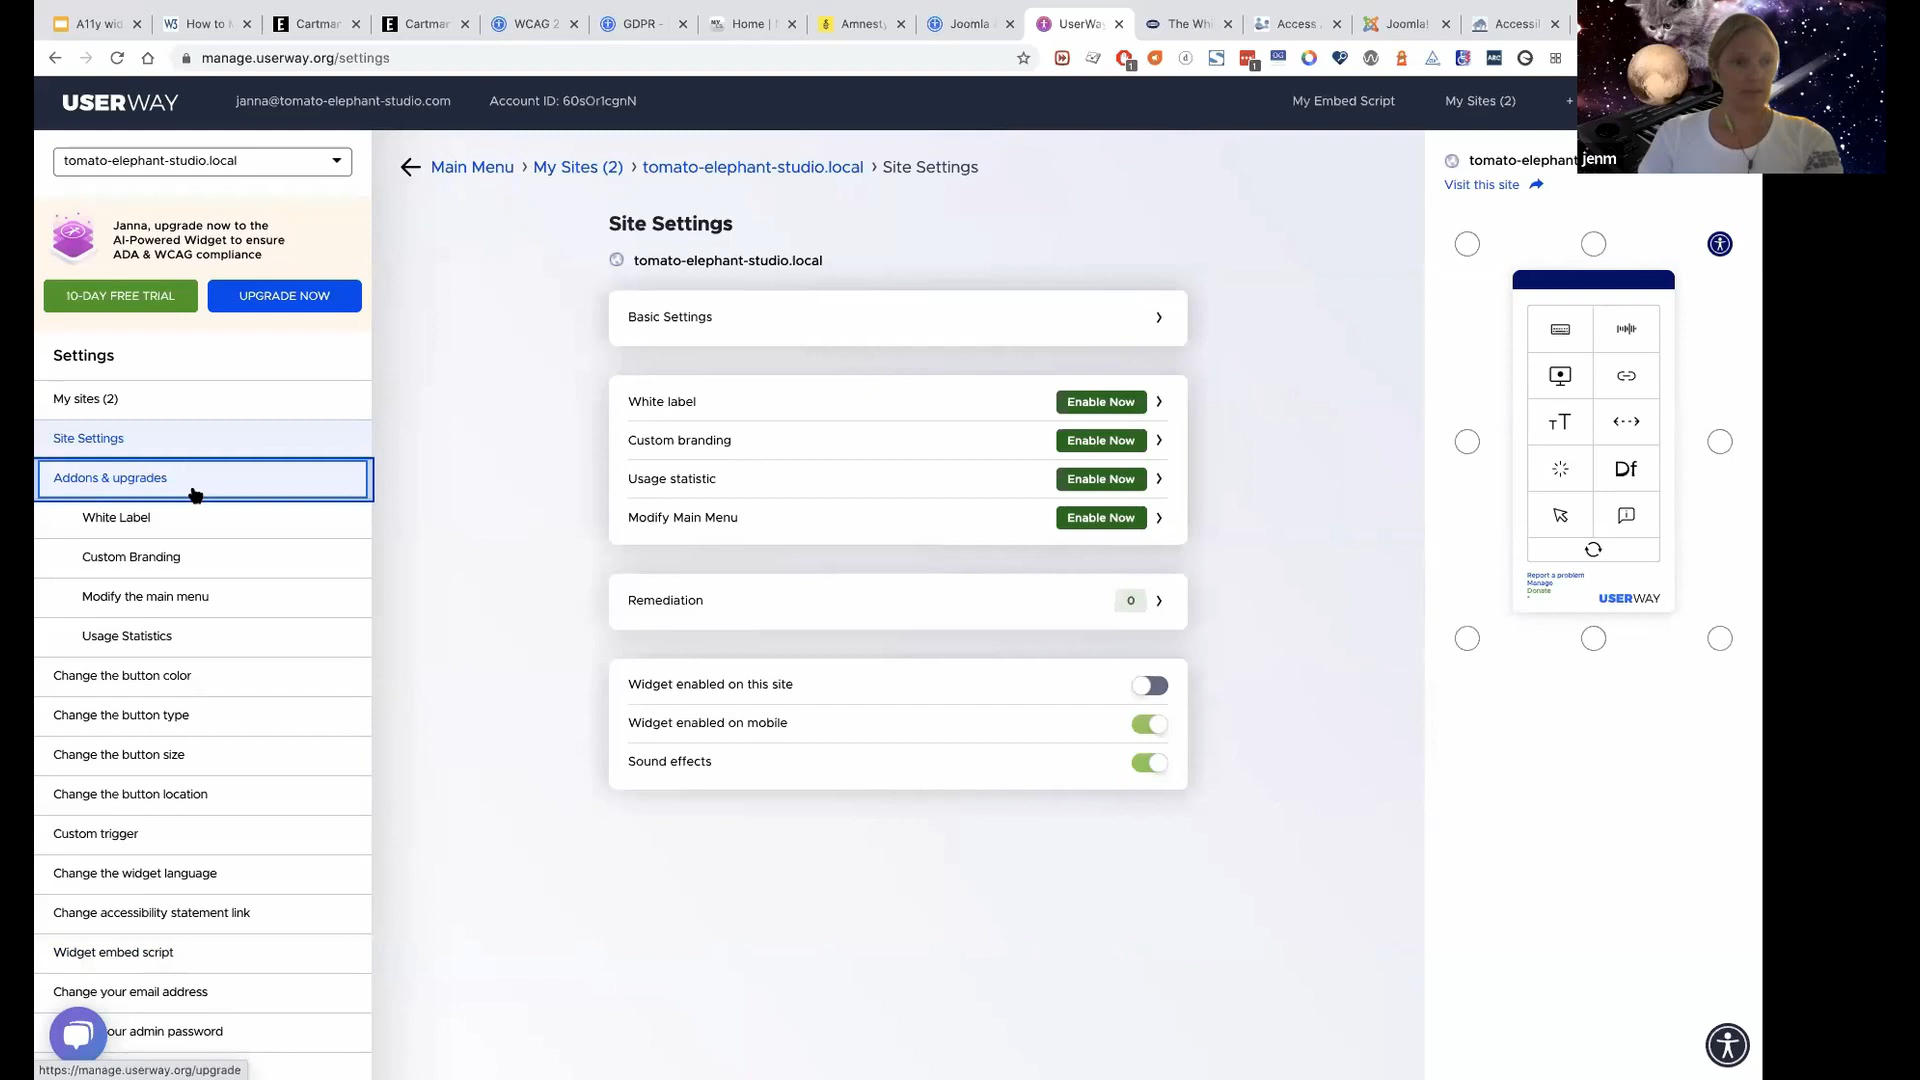 A11y wid
How to M
Cartmar
Cartmar
WCAG 2
GDPR -
Home |
Amnest
Joomla
UserWa
The Whi
Access
Joomla!
Accessil
manage.userway.org/settings
USERWAY
janna@tomato-elephant-studio.com
Account ID: 60sOr1cgnN
My Embed Script
My Sites (2)
+
jenm
tomato-elephant-studio.local
Janna, upgrade now to the
AI-Powered Widget to ensure
ADA & WCAG compliance
10-DAY FREE TRIAL
UPGRADE NOW
Settings
My sites (2)
Site Settings
Addons & upgrades
White Label
Custom Branding
Modify the main menu
Usage Statistics
Change the button color
Change the button type
Change the button size
Change the button location
Custom trigger
Change the widget language
Change accessibility statement link
Widget embed script
Change your email address
our admin password
https://manage.userway.org/upgrade
Main Menu › My Sites (2) › tomato-elephant-studio.local › Site Settings
Site Settings
tomato-elephant-studio.local
Basic Settings
White label
Enable Now
Custom branding
Enable Now
Usage statistic
Enable Now
Modify Main Menu
Enable Now
Remediation
0
Widget enabled on this site
Widget enabled on mobile
Sound effects
tomato-elephant
Visit this site
TT
Df
Report a problem
Manage
Donate
USERWAY